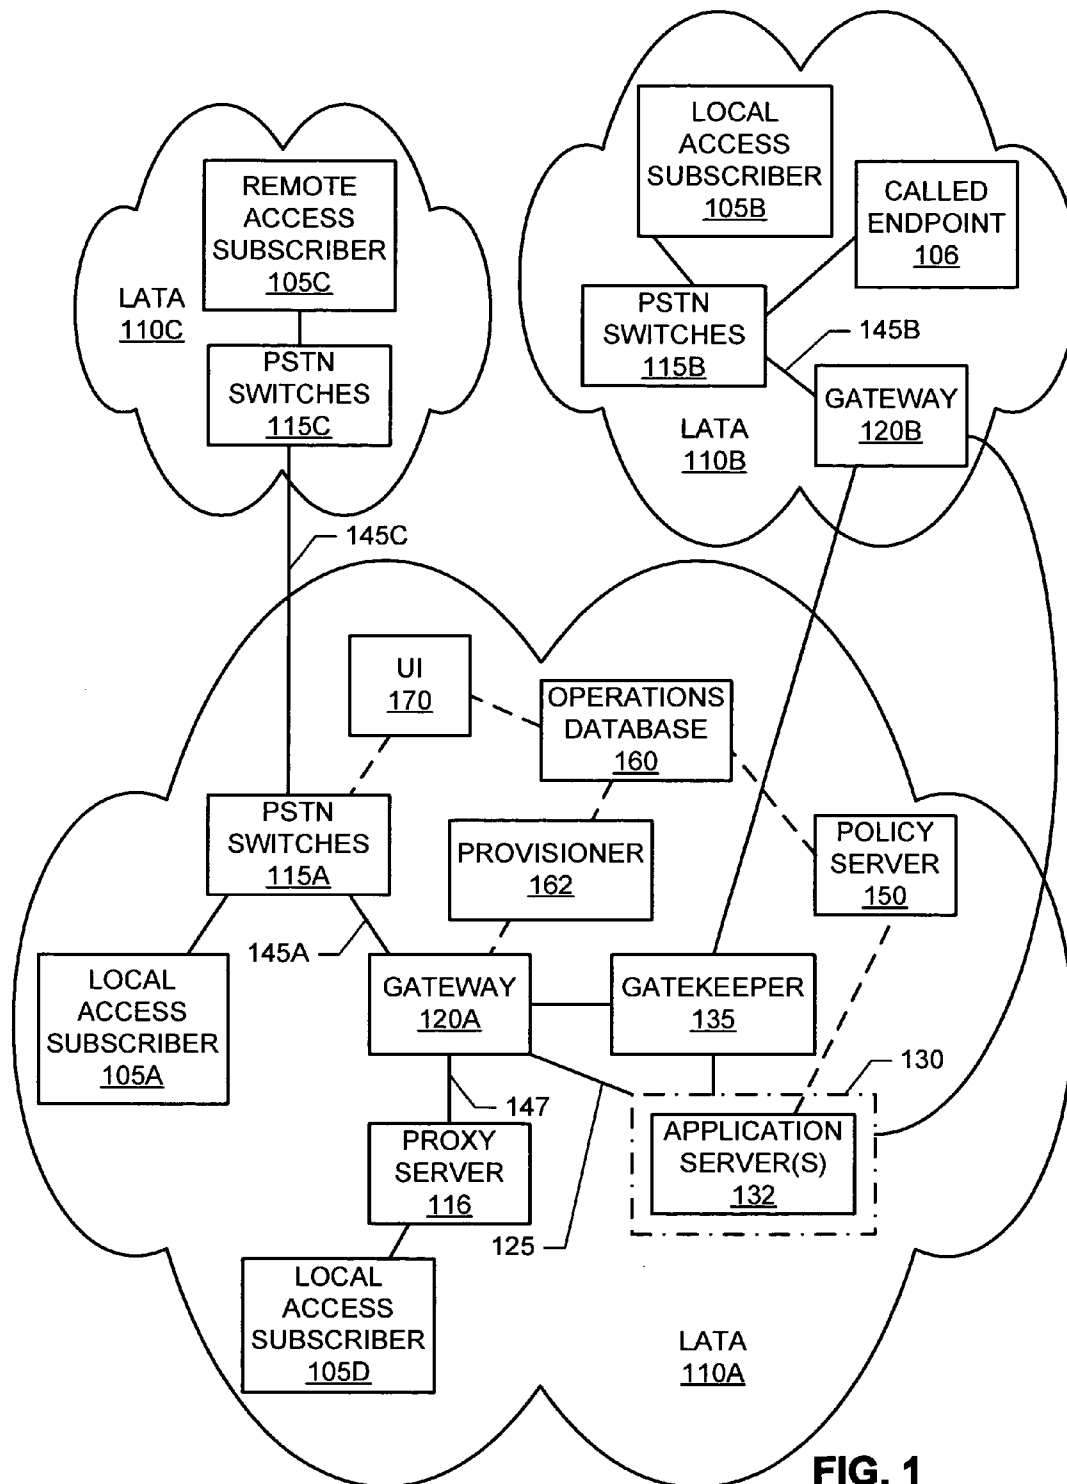 LOCAL
ACCESS
SUBSCRIBER
105B
CALLED
ENDPOINT
106
REMOTE
ACCESS
SUBSCRIBER
105C
LATA
110C
PSTN
SWITCHES
115B
145B
PSTN
SWITCHES
115C
GATEWAY
120B
LATA
110B
145C
UI
170
OPERATIONS
DATABASE
160
PSTN
SWITCHES
115A
PROVISIONER
162
POLICY
SERVER
150
145A
LOCAL
ACCESS
SUBSCRIBER
105A
GATEWAY
120A
GATEKEEPER
135
130
147
PROXY
SERVER
116
APPLICATION
SERVER(S)
132
125
LOCAL
ACCESS
SUBSCRIBER
105D
LATA
110A
FIG. 1